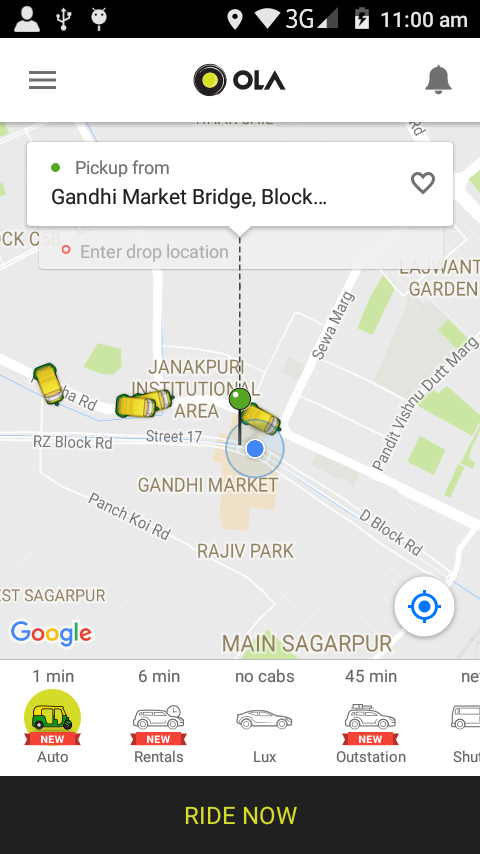 3G 11:00 am
OLA
Rd
Pickup from
Gandhi Market Bridge, Block...
OCK C5B
Enter drop location
LAJWANT
GARDEN
Sewa Marg
Pandit Vishnu Dutt Marg
JANAKPURI
INSTITUTIONAL
AREA
ha Rd
Street 17
RZ Block Rd
GANDHI MARKET
Panch Koi Rd
D Block Rd
RAJIV PARK
EST SAGARPUR
Google
MAIN SAGARPUR
1 min 6 min no cabs 45 min ne
NEW NEW NEW
Auto Rentals Lux Outstation Shut
RIDE NOW